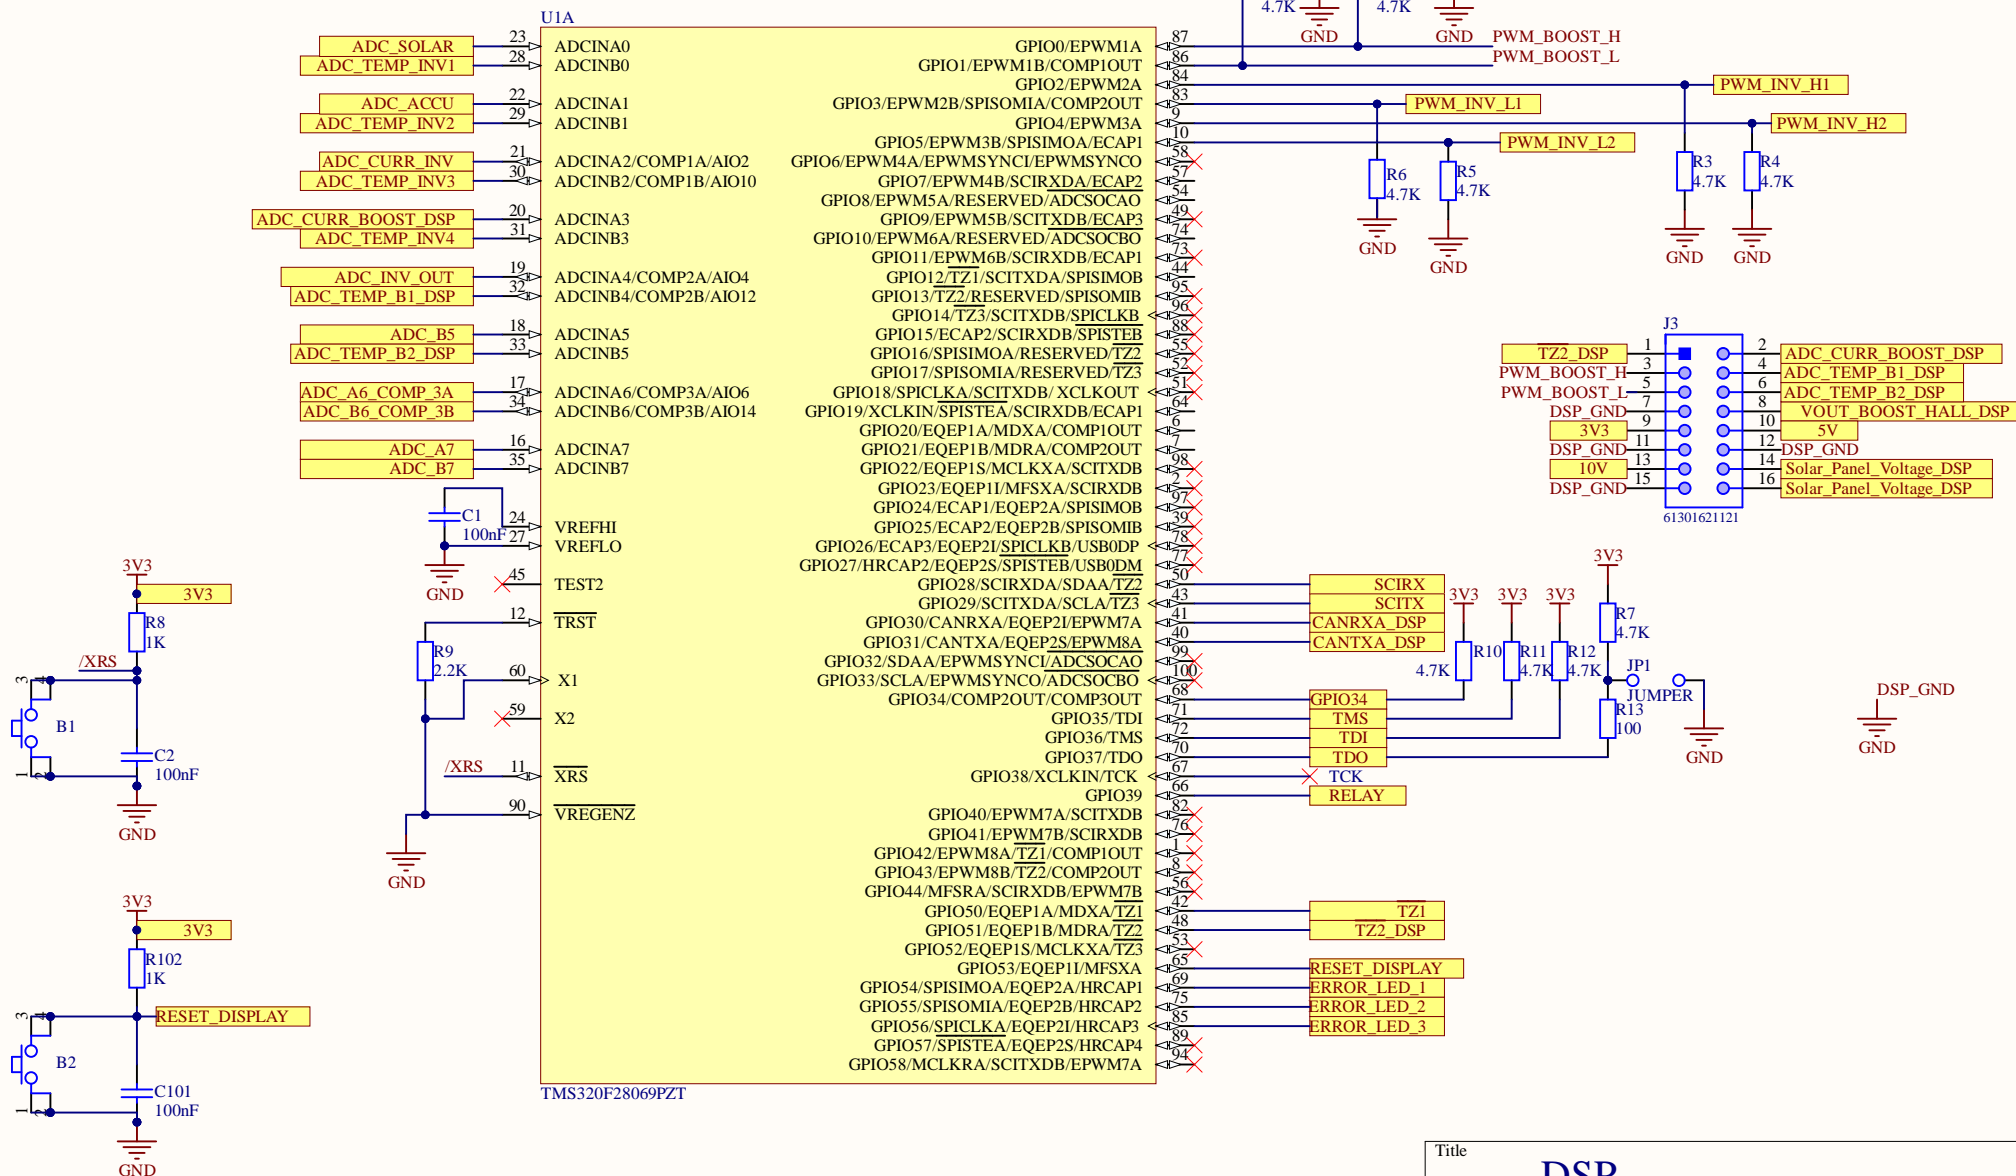 U1A
23 ADCINA0
ADC_SOLAR
28 ADCINB0
ADC_TEMP_INV1
22 ADCINA1
ADC_ACCU
29 ADCINB1
ADC_TEMP_INV2
21 ADCINA2/COMP1A/AIO2
ADC_CURR_INV
30 ADCINB2/COMP1B/AIO10
ADC_TEMP_INV3
20 ADCINA3
ADC_CURR_BOOST_DSP
31 ADCINB3
ADC_TEMP_INV4
19 ADCINA4/COMP2A/AIO4
ADC_INV_OUT
32 ADCINB4/COMP2B/AIO12
ADC_TEMP_B1_DSP
18 ADCINA5
ADC_B5
33 ADCINB5
ADC_TEMP_B2_DSP
17 ADCINA6/COMP3A/AIO6
ADC_A6_COMP_3A
34 ADCINB6/COMP3B/AIO14
ADC_B6_COMP_3B
16 ADCINA7
ADC_A7
35 ADCINB7
ADC_B7
C1
100nF
24 VREFHI
27 VREFLO
GND
45 TEST2
12 TRST
R9
2.2K
60 X1
59 X2
/XRS
11 XRS
90 VREGENZ
GND
TMS320F28069PZT
GPIO0/EPWM1A 87
GPIO1/EPWM1B/COMP1OUT 86
GPIO2/EPWM2A 84
GPIO3/EPWM2B/SPISOMIA/COMP2OUT 83
GPIO4/EPWM3A 9
GPIO5/EPWM3B/SPISIMOA/ECAP1 10
GPIO6/EPWM4A/EPWMSYNCI/EPWMSYNCO 58
GPIO7/EPWM4B/SCIRXDA/ECAP2 57
GPIO8/EPWM5A/RESERVED/ADCSOCAO 54
GPIO9/EPWM5B/SCITXDB/ECAP3 49
GPIO10/EPWM6A/RESERVED/ADCSOCBO 74
GPIO11/EPWM6B/SCIRXDB/ECAP1 73
GPIO12/TZ1/SCITXDA/SPISIMOB 44
GPIO13/TZ2/RESERVED/SPISOMIB 95
GPIO14/TZ3/SCITXDB/SPICLKB 96
GPIO15/ECAP2/SCIRXDB/SPISTEB 88
GPIO16/SPISIMOA/RESERVED/TZ2 55
GPIO17/SPISOMIA/RESERVED/TZ3 52
GPIO18/SPICLKA/SCITXDB/ XCLKOUT 51
GPIO19/XCLKIN/SPISTEA/SCIRXDB/ECAP1 64
GPIO20/EQEP1A/MDXA/COMP1OUT 6
GPIO21/EQEP1B/MDRA/COMP2OUT 7
GPIO22/EQEP1S/MCLKXA/SCITXDB 98
GPIO23/EQEP1I/MFSXA/SCIRXDB 2
GPIO24/ECAP1/EQEP2A/SPISIMOB 97
GPIO25/ECAP2/EQEP2B/SPISOMIB 39
GPIO26/ECAP3/EQEP2I/SPICLKB/USB0DP 78
GPIO27/HRCAP2/EQEP2S/SPISTEB/USB0DM 77
GPIO28/SCIRXDA/SDAA/TZ2 50
GPIO29/SCITXDA/SCLA/TZ3 43
GPIO30/CANRXA/EQEP2I/EPWM7A 41
GPIO31/CANTXA/EQEP2S/EPWM8A 40
GPIO32/SDAA/EPWMSYNCI/ADCSOCAO 99
GPIO33/SCLA/EPWMSYNCO/ADCSOCBO 100
GPIO34/COMP2OUT/COMP3OUT 68
GPIO35/TDI 71
GPIO36/TMS 72
GPIO37/TDO 70
GPIO38/XCLKIN/TCK 67
GPIO39 66
GPIO40/EPWM7A/SCITXDB 82
GPIO41/EPWM7B/SCIRXDB 76
GPIO42/EPWM8A/TZ1/COMP1OUT 1
GPIO43/EPWM8B/TZ2/COMP2OUT 8
GPIO44/MFSRA/SCIRXDB/EPWM7B 56
GPIO50/EQEP1A/MDXA/TZ1 42
GPIO51/EQEP1B/MDRA/TZ2 48
GPIO52/EQEP1S/MCLKXA/TZ3 53
GPIO53/EQEP1I/MFSXA 65
GPIO54/SPISIMOA/EQEP2A/HRCAP1 69
GPIO55/SPISOMIA/EQEP2B/HRCAP2 75
GPIO56/SPICLKA/EQEP2I/HRCAP3 85
GPIO57/SPISTEA/EQEP2S/HRCAP4 89
GPIO58/MCLKRA/SCITXDB/EPWM7A 94
4.7K
GND
4.7K
GND
PWM_BOOST_H
PWM_BOOST_L
PWM_INV_H1
PWM_INV_L1
PWM_INV_H2
PWM_INV_L2
R6
4.7K
GND
R5
4.7K
GND
R3
4.7K
GND
R4
4.7K
GND
J3
TZ2_DSP 1 2 ADC_CURR_BOOST_DSP
PWM_BOOST_H 3 4 ADC_TEMP_B1_DSP
PWM_BOOST_L 5 6 ADC_TEMP_B2_DSP
DSP_GND 7 8 VOUT_BOOST_HALL_DSP
3V3 9 10 5V
DSP_GND 11 12 DSP_GND
10V 13 14 Solar_Panel_Voltage_DSP
DSP_GND 15 16 Solar_Panel_Voltage_DSP
61301621121
SCIRX
SCITX
CANRXA_DSP
CANTXA_DSP
GPIO34
TMS
TDI
TDO
TCK
RELAY
3V3
R10
4.7K
3V3
R11
4.7K
3V3
R12
4.7K
3V3
R7
4.7K
JP1
JUMPER
R13
100
GND
DSP_GND
GND
TZ1
TZ2_DSP
RESET_DISPLAY
ERROR_LED_1
ERROR_LED_2
ERROR_LED_3
3V3
3V3
R8
1K
/XRS
3 4
B1
1 2
C2
100nF
GND
3V3
3V3
R102
1K
RESET_DISPLAY
3 4
B2
1 2
C101
100nF
GND
Title
DSP